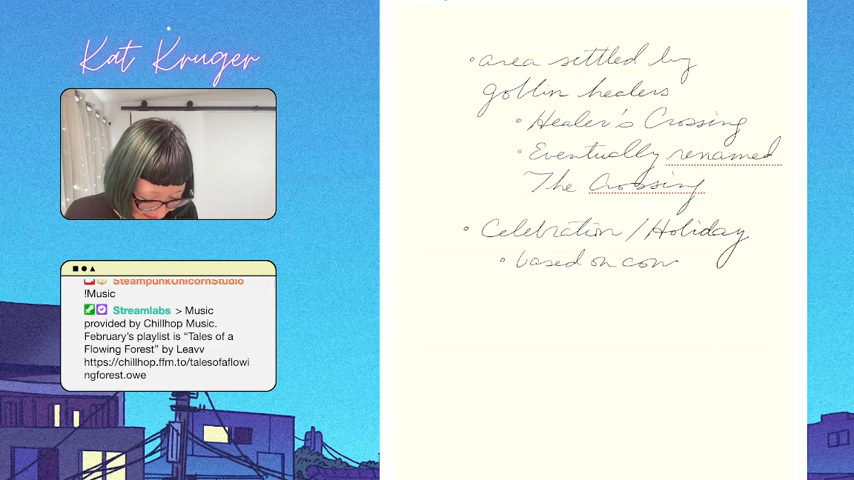 Kat Kruger
SteampunkUnicornStudio
!Music
Streamlabs > Music
provided by Chillhop Music.
February's playlist is "Tales of a
Flowing Forest" by Leavv
https://chillhop.ffm.to/talesofaflowi
ngforest.owe
• area settled by
goblin healers
• Healer's Crossing
• Eventually renamed
The Crossing
• Celebration / Holiday
• based on com